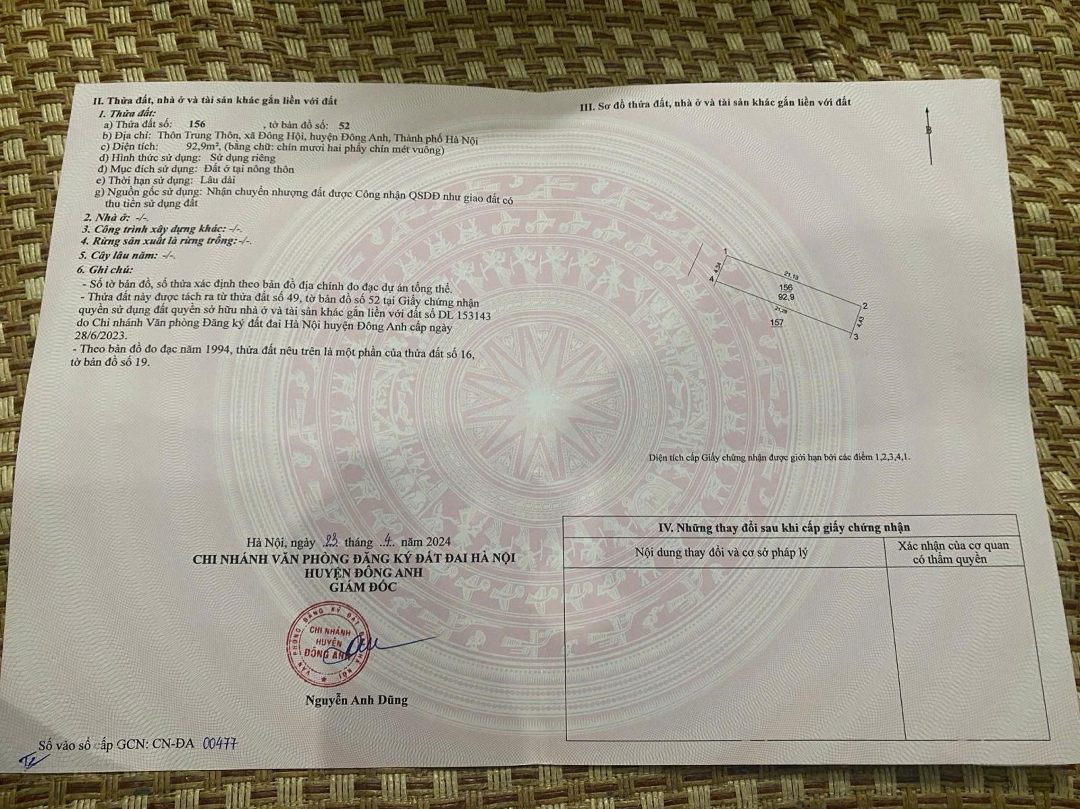 II. Thửa đất, nhà ở và tài sản khác gắn liền với đất
1. Thửa đất:
a) Thửa đất số: 156 , tờ bản đồ số: 52
b) Địa chỉ: Thôn Trung Thôn, xã Đông Hội, huyện Đông Anh, Thành phố Hà Nội
c) Diện tích: 92,9m², (bằng chữ: chín mươi hai phẩy chín mét vuông)
d) Hình thức sử dụng: Sử dụng riêng
đ) Mục đích sử dụng: Đất ở tại nông thôn
e) Thời hạn sử dụng: Lâu dài
g) Nguồn gốc sử dụng: Nhận chuyển nhượng đất được Công nhận QSDĐ như giao đất có
thu tiền sử dụng đất
2. Nhà ở: -/-.
3. Công trình xây dựng khác: -/-.
4. Rừng sản xuất là rừng trồng:-/-.
5. Cây lâu năm: -/-.
6. Ghi chú:
- Số tờ bản đồ, số thửa xác định theo bản đồ địa chính đo đạc dự án tổng thể.
- Thửa đất này được tách ra từ thửa đất số 49, tờ bản đồ số 52 tại Giấy chứng nhận
quyền sử dụng đất quyền sở hữu nhà ở và tài sản khác gắn liền với đất số DL 153143
do Chi nhánh Văn phòng Đăng ký đất đai Hà Nội huyện Đông Anh cấp ngày
28/6/2023.
- Theo bản đồ đo đạc năm 1994, thửa đất nêu trên là một phần của thửa đất số 16,
tờ bản đồ số 19.
Hà Nội, ngày 23 tháng 4 năm 2024
CHI NHÁNH VĂN PHÒNG ĐĂNG KÝ ĐẤT ĐAI HÀ NỘI
HUYỆN ĐÔNG ANH
GIÁM ĐỐC
VĂN PHÒNG ĐĂNG KÝ ĐẤT ĐAI HÀ NỘI
CHI NHÁNH
HUYỆN
ĐÔNG ANH
Nguyễn Anh Dũng
Số vào sổ cấp GCN: CN-ĐA 00477
III. Sơ đồ thửa đất, nhà ở và tài sản khác gắn liền với đất
B
1
4,34
21,13
4
156
92,9
2
21,28
4,43
157
3
Diện tích cấp Giấy chứng nhận được giới hạn bởi các điểm 1,2,3,4,1.
IV. Những thay đổi sau khi cấp giấy chứng nhận
Nội dung thay đổi và cơ sở pháp lý
Xác nhận của cơ quan
có thẩm quyền